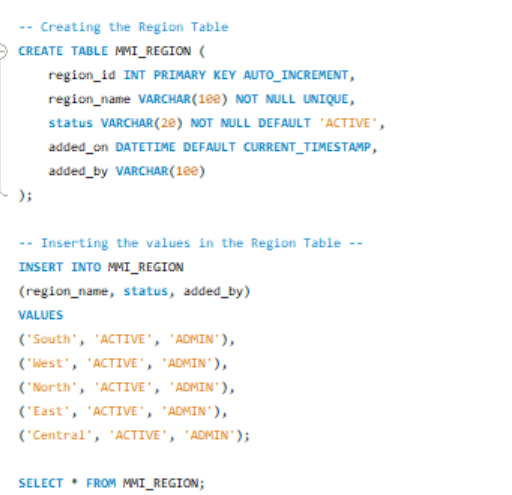 -- Creating the Region Table
CREATE TABLE MMI_REGION (
region_id INT PRIMARY KEY AUTO_INCREMENT,
region_name VARCHAR(100) NOT NULL UNIQUE,
status VARCHAR(20) NOT NULL DEFAULT 'ACTIVE',
added_on DATETIME DEFAULT CURRENT_TIMESTAMP,
added_by VARCHAR(100)
);
-- Inserting the values in the Region Table --
INSERT INTO MMI_REGION
(region_name, status, added_by)
VALUES
('South', 'ACTIVE', 'ADMIN'),
('West', 'ACTIVE', 'ADMIN'),
('North', 'ACTIVE', 'ADMIN'),
('East', 'ACTIVE', 'ADMIN'),
('Central', 'ACTIVE', 'ADMIN');
SELECT * FROM MMI_REGION;